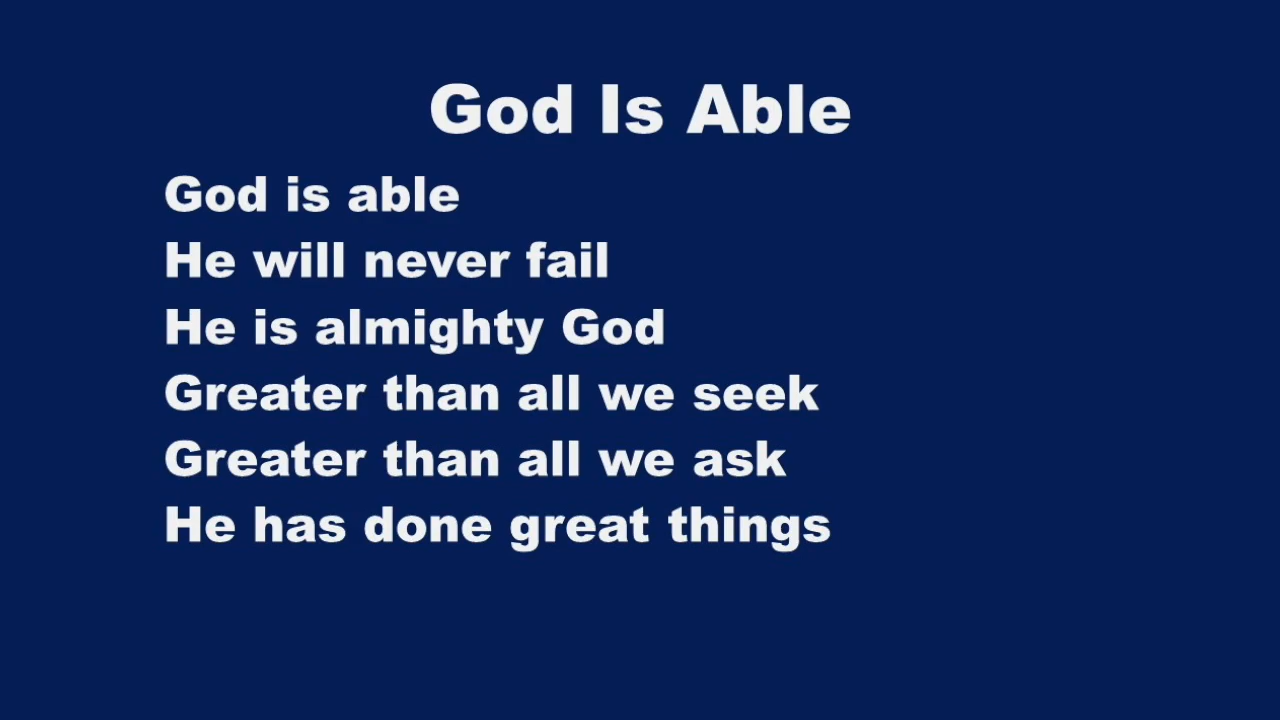 God Is Able
God is able
He will never fail
He is almighty God
Greater than all we seek
Greater than all we ask
He has done great things